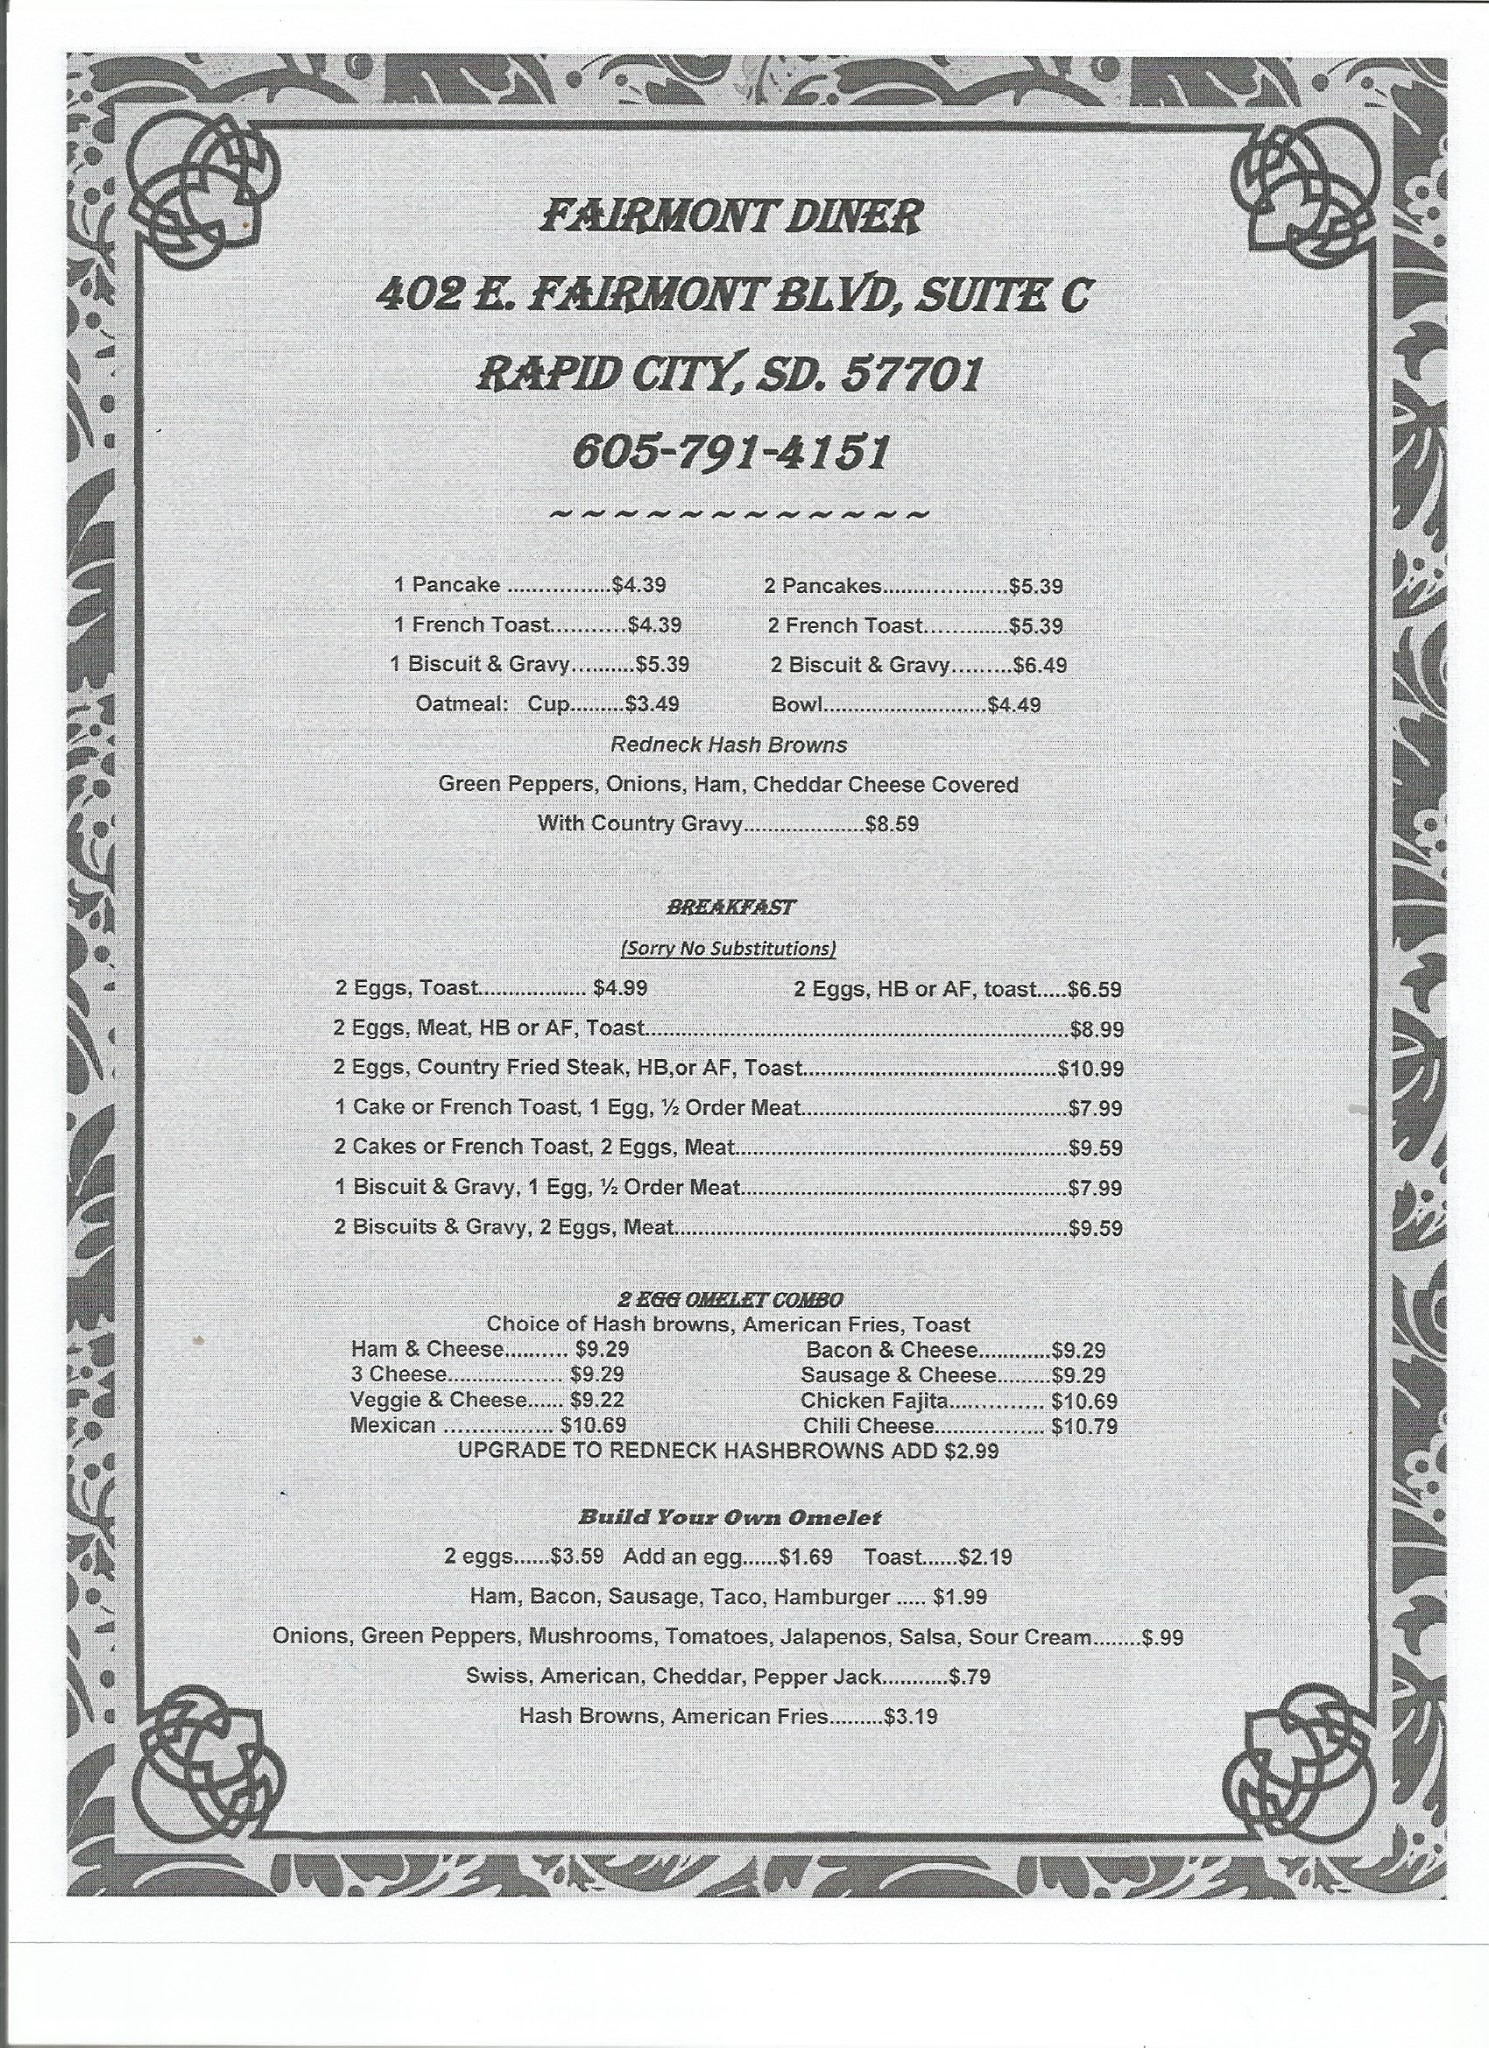 FAIRMONT DINER
402 E. FAIRMONT BLVD, SUITE C
RAPID CITY, SD. 57701
605-791-4151
~ ~ ~ ~ ~ ~ ~ ~ ~ ~ ~ ~
1 Pancake ................$4.39 2 Pancakes....................$5.39
1 French Toast...........$4.39 2 French Toast.............$5.39
1 Biscuit & Gravy..........$5.39 2 Biscuit & Gravy.........$6.49
Oatmeal: Cup.........$3.49 Bowl..........................$4.49
Redneck Hash Browns
Green Peppers, Onions, Ham, Cheddar Cheese Covered
With Country Gravy...................$8.59
BREAKFAST
(Sorry No Substitutions)
2 Eggs, Toast................. $4.99 2 Eggs, HB or AF, toast.....$6.59
2 Eggs, Meat, HB or AF, Toast....................................................................$8.99
2 Eggs, Country Fried Steak, HB,or AF, Toast.........................................$10.99
1 Cake or French Toast, 1 Egg, ½ Order Meat...........................................$7.99
2 Cakes or French Toast, 2 Eggs, Meat......................................................$9.59
1 Biscuit & Gravy, 1 Egg, ½ Order Meat.....................................................$7.99
2 Biscuits & Gravy, 2 Eggs, Meat...............................................................$9.59
2 EGG OMELET COMBO
Choice of Hash browns, American Fries, Toast
Ham & Cheese.......... $9.29 Bacon & Cheese............$9.29
3 Cheese.................. $9.29 Sausage & Cheese.........$9.29
Veggie & Cheese...... $9.22 Chicken Fajita............... $10.69
Mexican ................. $10.69 Chili Cheese.................. $10.79
UPGRADE TO REDNECK HASHBROWNS ADD $2.99
Build Your Own Omelet
2 eggs......$3.59 Add an egg......$1.69 Toast......$2.19
Ham, Bacon, Sausage, Taco, Hamburger ..... $1.99
Onions, Green Peppers, Mushrooms, Tomatoes, Jalapenos, Salsa, Sour Cream........$.99
Swiss, American, Cheddar, Pepper Jack...........$.79
Hash Browns, American Fries.........$3.19